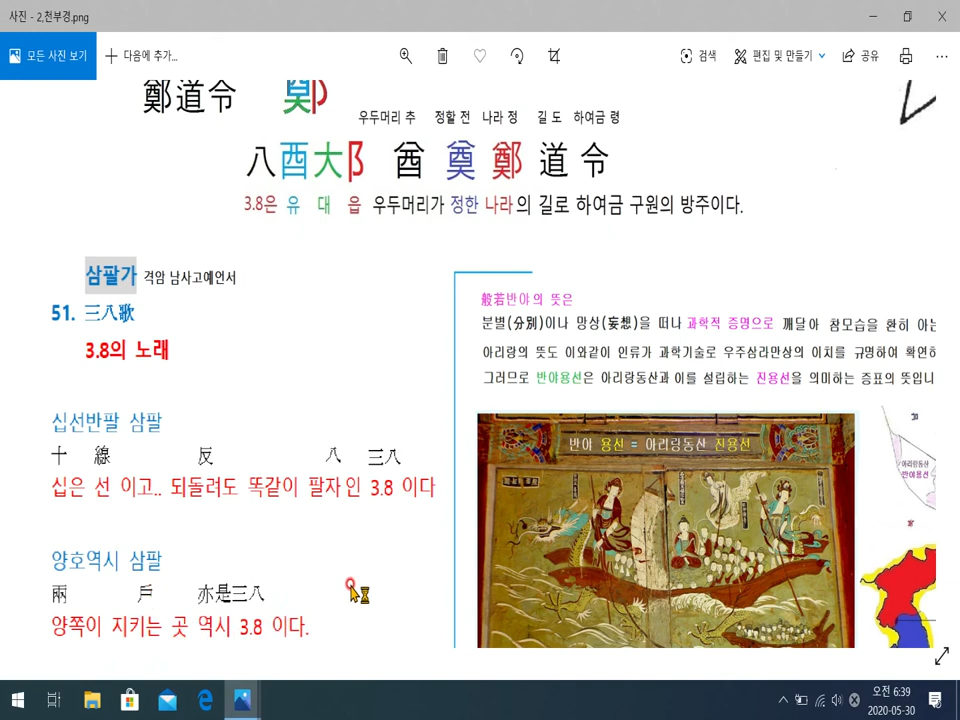 사진 - 2.천부경.png
모든 사진 보기
다음에 추가...
검색
편집 및 만들기
공유
鄭道令 鄭
우두머리 추 정할 전 나라 정 길 도 하여금 령
八酉大阝 酋 奠 鄭 道 令
3.8은 유 대 읍 우두머리가 정한 나라의 길로 하여금 구원의 방주이다.
삼팔가 격암 남사고예언서
51. 三八歌
3.8의 노래
십선반팔 삼팔
十 線 反 八 三八
십은 선 이고.. 되돌려도 똑같이 팔자인 3.8 이다
양호역시 삼팔
兩 戶 亦是三八
양쪽이 지키는 곳 역시 3.8 이다.
般若반야의 뜻은
분별(分別)이나 망상(妄想)을 떠나 과학적 증명으로 깨달아 참모습을 환히 아는
아리랑의 뜻도 이와같이 인류가 과학기술로 우주삼라만상의 이치를 규명하여 확연히
그러므로 반야용선은 아리랑동산과 이를 설립하는 진용선을 의미하는 증표의 뜻입니
반야 용신 = 아리링동산 진용선
아리링동산
반야용선
오전 6:39
2020-05-30